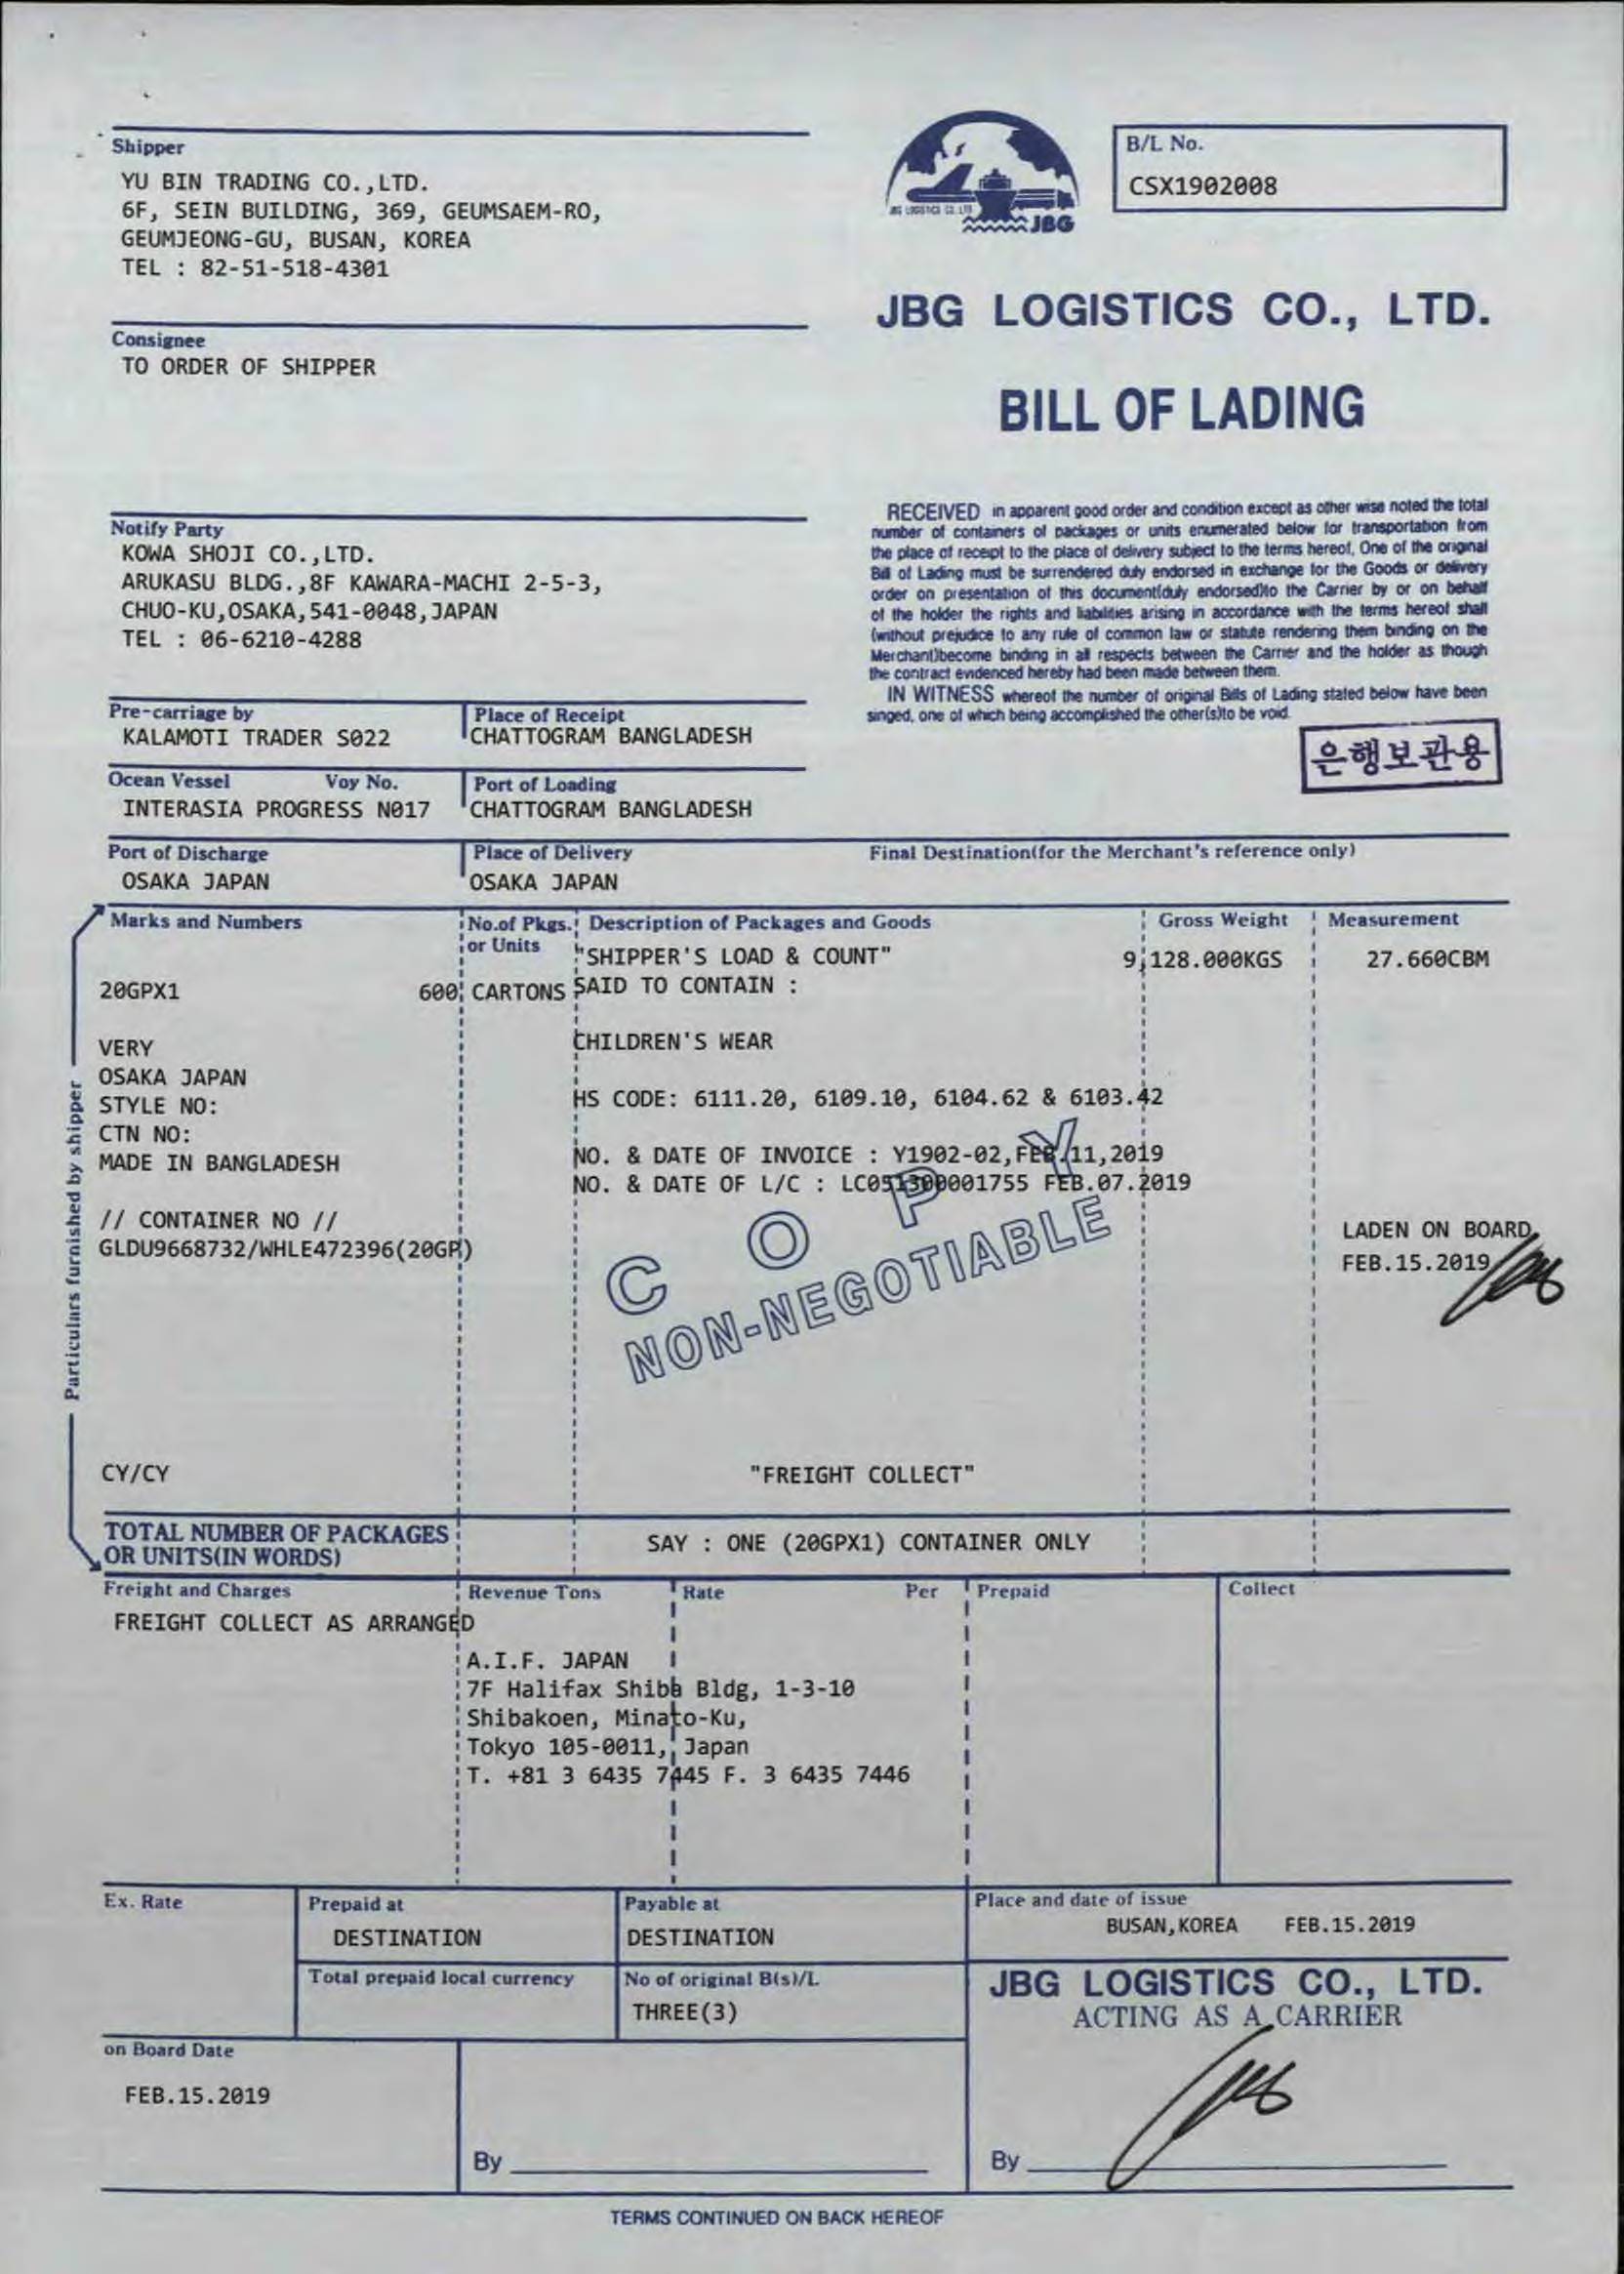 Shipper
YU BIN TRADING CO.,LTD.
6F, SEIN BUILDING, 369, GEUMSAEM-RO,
GEUMJEONG-GU, BUSAN, KOREA
TEL : 82-51-518-4301
JBG LOGISTICS CO. LTD
JBG
B/L No.
CSX1902008
JBG LOGISTICS CO., LTD.
BILL OF LADING
Consignee
TO ORDER OF SHIPPER
Notify Party
KOWA SHOJI CO.,LTD.
ARUKASU BLDG.,8F KAWARA-MACHI 2-5-3,
CHUO-KU,OSAKA,541-0048,JAPAN
TEL : 06-6210-4288
RECEIVED in apparent good order and condition except as other wise noted the total
number of containers of packages or units enumerated below for transportation from
the place of receipt to the place of delivery subject to the terms hereof, One of the original
Bill of Lading must be surrendered duly endorsed in exchange for the Goods or delivery
order on presentation of this document(duly endorsed)to the Carrier by or on behalf
of the holder the rights and liabilities arising in accordance with the terms hereof shall
(without prejudice to any rule of common law or statute rendering them binding on the
Merchant)become binding in all respects between the Carrier and the holder as though
the contract evidenced hereby had been made between them.
IN WITNESS whereof the number of original Bills of Lading stated below have been
singed, one of which being accomplished the other(s)to be void.
은행보관용
Pre-carriage by
KALAMOTI TRADER S022
Place of Receipt
CHATTOGRAM BANGLADESH
Ocean Vessel Voy No.
INTERASIA PROGRESS N017
Port of Loading
CHATTOGRAM BANGLADESH
Port of Discharge
OSAKA JAPAN
Place of Delivery
OSAKA JAPAN
Final Destination(for the Merchant's reference only)
Particulars furnished by shipper
Marks and Numbers
No.of Pkgs.
or Units
Description of Packages and Goods
Gross Weight
Measurement
"SHIPPER'S LOAD & COUNT"
9,128.000KGS
27.660CBM
20GPX1
600 CARTONS
SAID TO CONTAIN :
VERY
CHILDREN'S WEAR
OSAKA JAPAN
STYLE NO:
HS CODE: 6111.20, 6109.10, 6104.62 & 6103.42
CTN NO:
MADE IN BANGLADESH
NO. & DATE OF INVOICE : Y1902-02,FEB.11,2019
NO. & DATE OF L/C : LC051300001755 FEB.07.2019
// CONTAINER NO //
GLDU9668732/WHLE472396(20GP)
COPY
NON-NEGOTIABLE
LADEN ON BOARD
FEB.15.2019
CY/CY
"FREIGHT COLLECT"
TOTAL NUMBER OF PACKAGES
OR UNITS(IN WORDS)
SAY : ONE (20GPX1) CONTAINER ONLY
Freight and Charges
Revenue Tons
Rate
Per
Prepaid
Collect
FREIGHT COLLECT AS ARRANGED
A.I.F. JAPAN
7F Halifax Shiba Bldg, 1-3-10
Shibakoen, Minato-Ku,
Tokyo 105-0011, Japan
T. +81 3 6435 7445 F. 3 6435 7446
Ex. Rate
Prepaid at
DESTINATION
Payable at
DESTINATION
Place and date of issue
BUSAN,KOREA FEB.15.2019
Total prepaid local currency
No of original B(s)/L
THREE(3)
JBG LOGISTICS CO., LTD.
ACTING AS A CARRIER
on Board Date
FEB.15.2019
By
By
TERMS CONTINUED ON BACK HEREOF